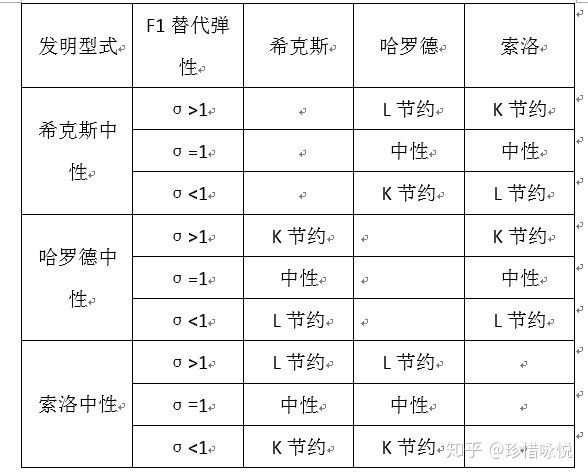 发明型式 F1 替代弹性 希克斯 哈罗德 索洛
希克斯中性 σ>1 L 节约 K 节约
σ=1 中性 中性
σ<1 K 节约 L 节约
哈罗德中性 σ>1 K 节约 K 节约
σ=1 中性 中性
σ<1 L 节约 L 节约
索洛中性 σ>1 L 节约 L 节约
σ=1 中性 中性
σ<1 K 节约 K 节约
知乎 @珍惜咏悦